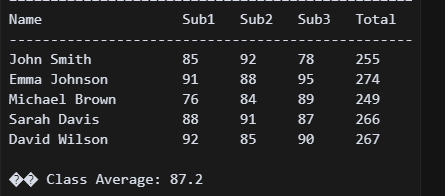 Name Sub1 Sub2 Sub3 Total
--------------------------------------------------
John Smith 85 92 78 255
Emma Johnson 91 88 95 274
Michael Brown 76 84 89 249
Sarah Davis 88 91 87 266
David Wilson 92 85 90 267
�� Class Average: 87.2